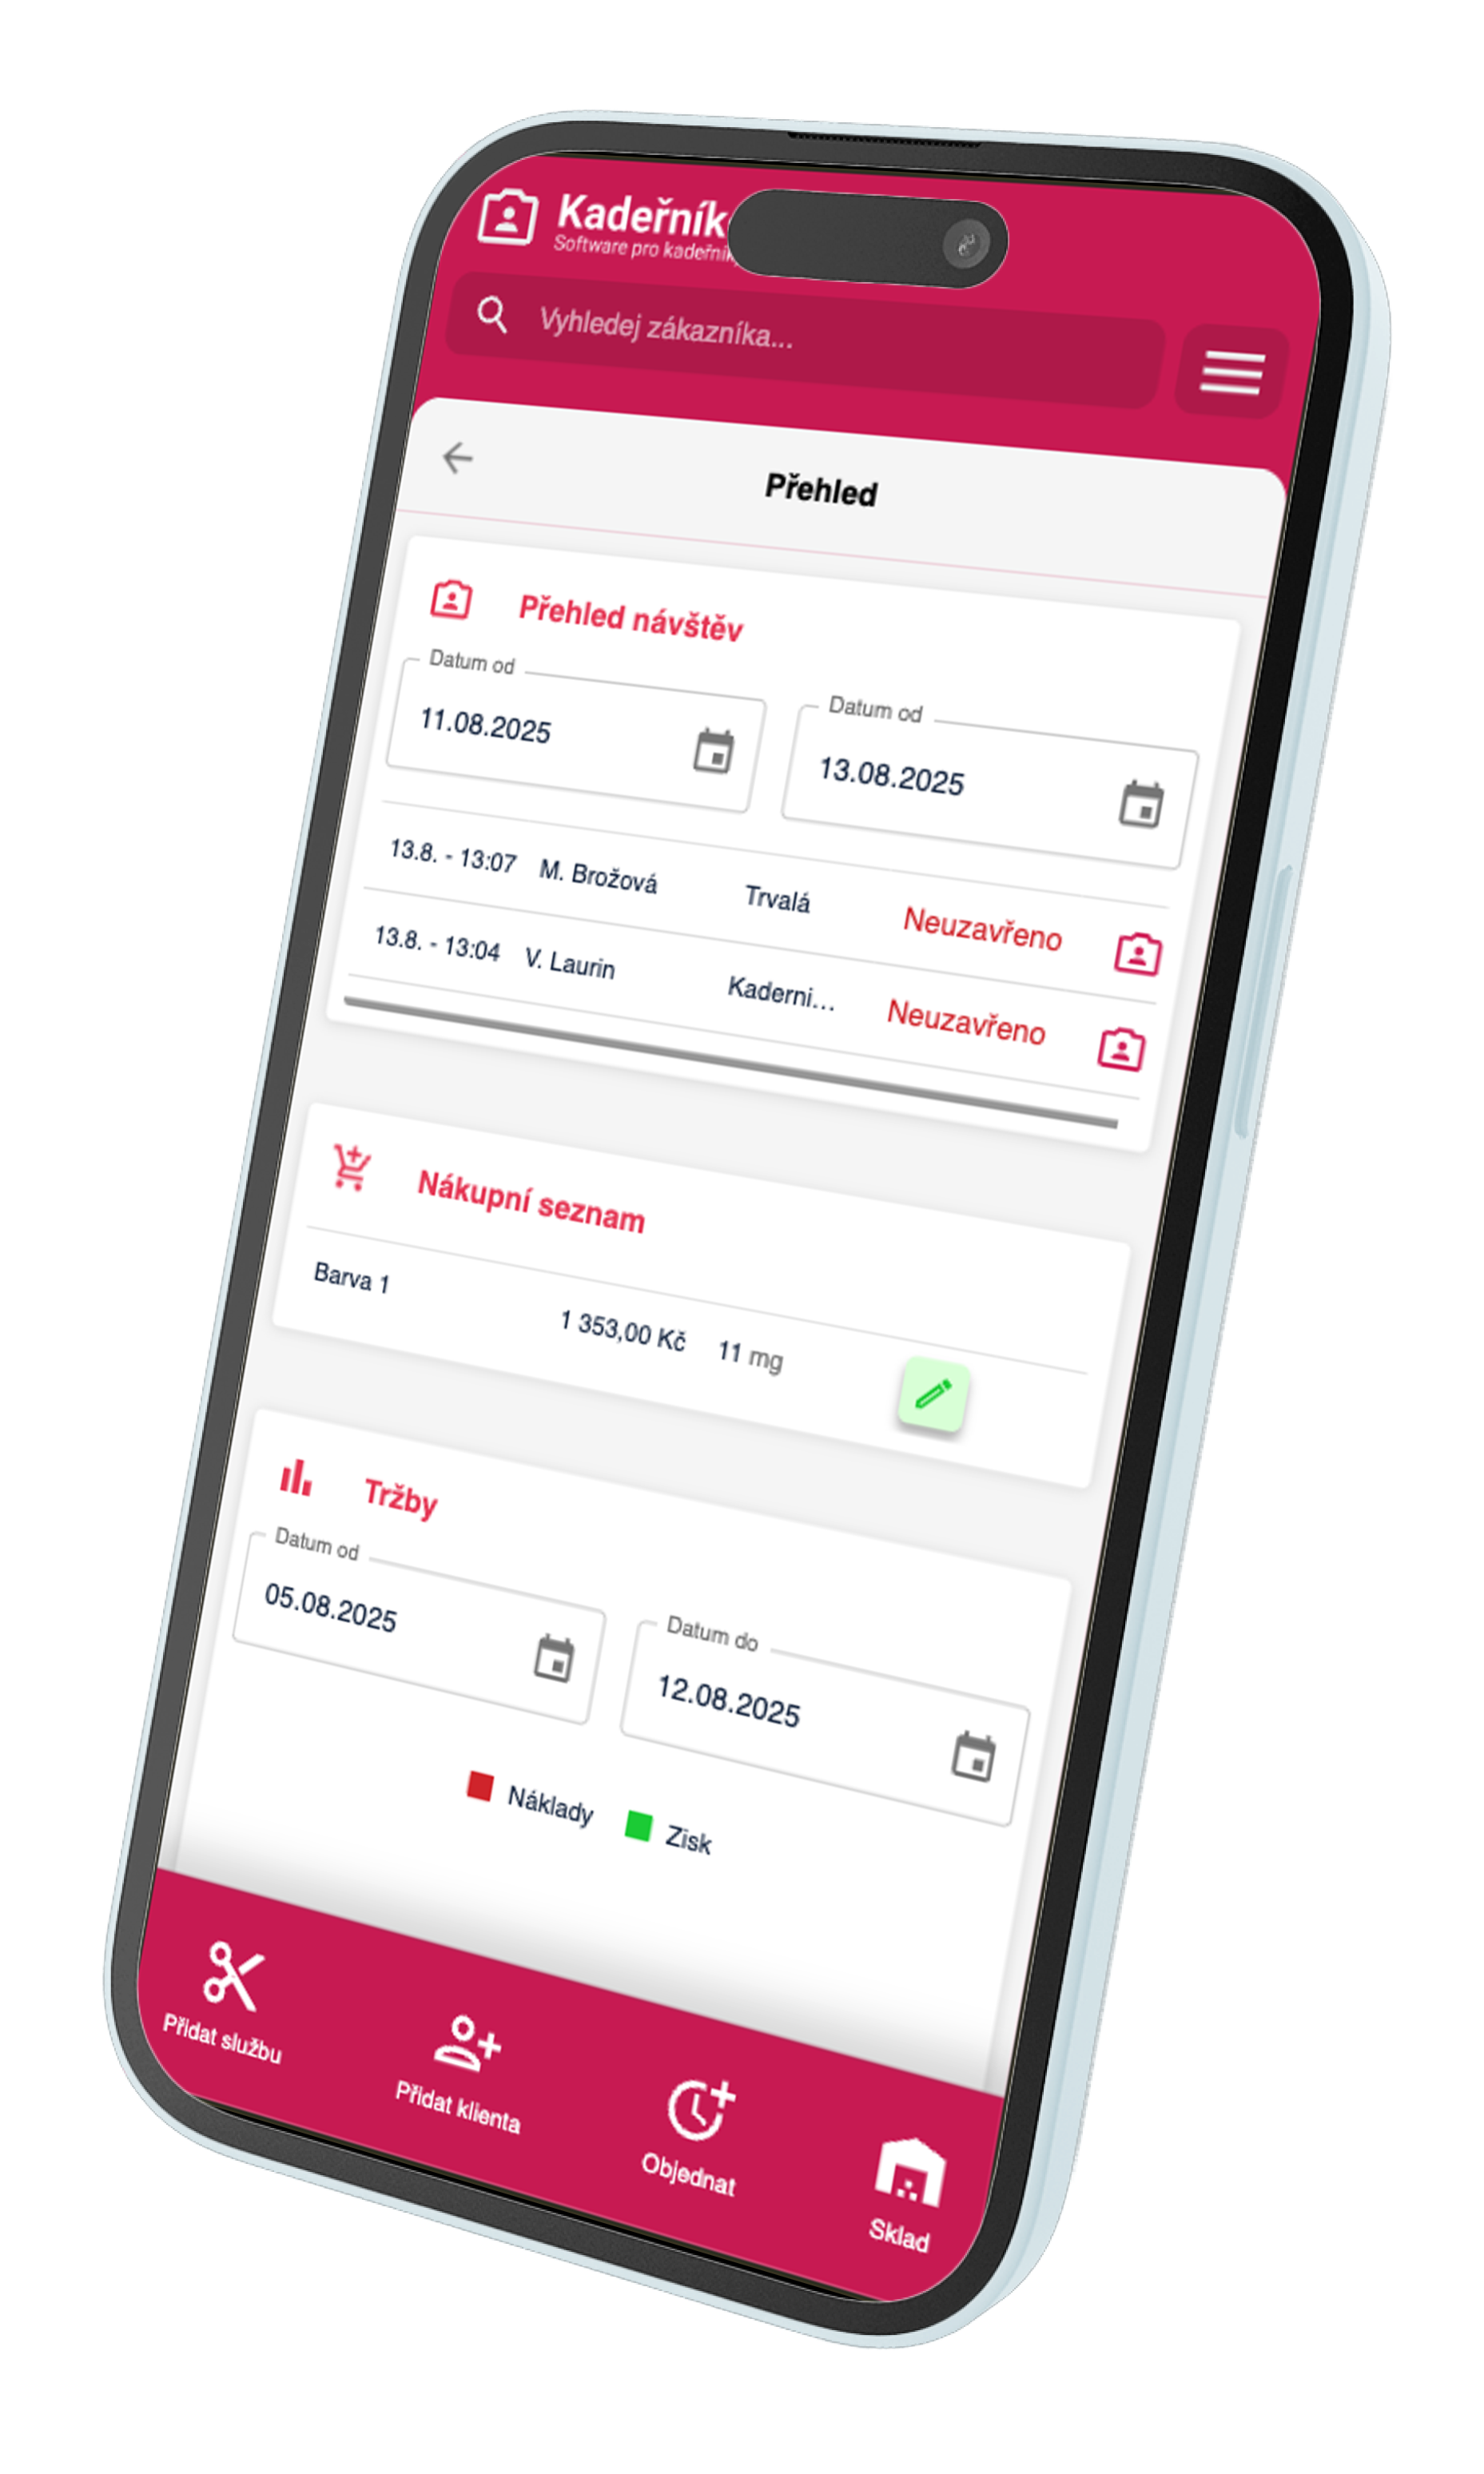 Kadeřník
Software pro kadeřník
Vyhledej zákazníka...
Přehled
Přehled návštěv
Datum od
Datum od
11.08.2025
13.08.2025
13.8. - 13:07 M. Brožová Trvalá Neuzavřeno
13.8. - 13:04 V. Laurin Kaderni... Neuzavřeno
Nákupní seznam
Barva 1 1 353,00 Kč 11 mg
Tržby
Datum od
Datum do
05.08.2025
12.08.2025
Náklady Zisk
Přidat službu
Přidat klienta
Objednat
Sklad